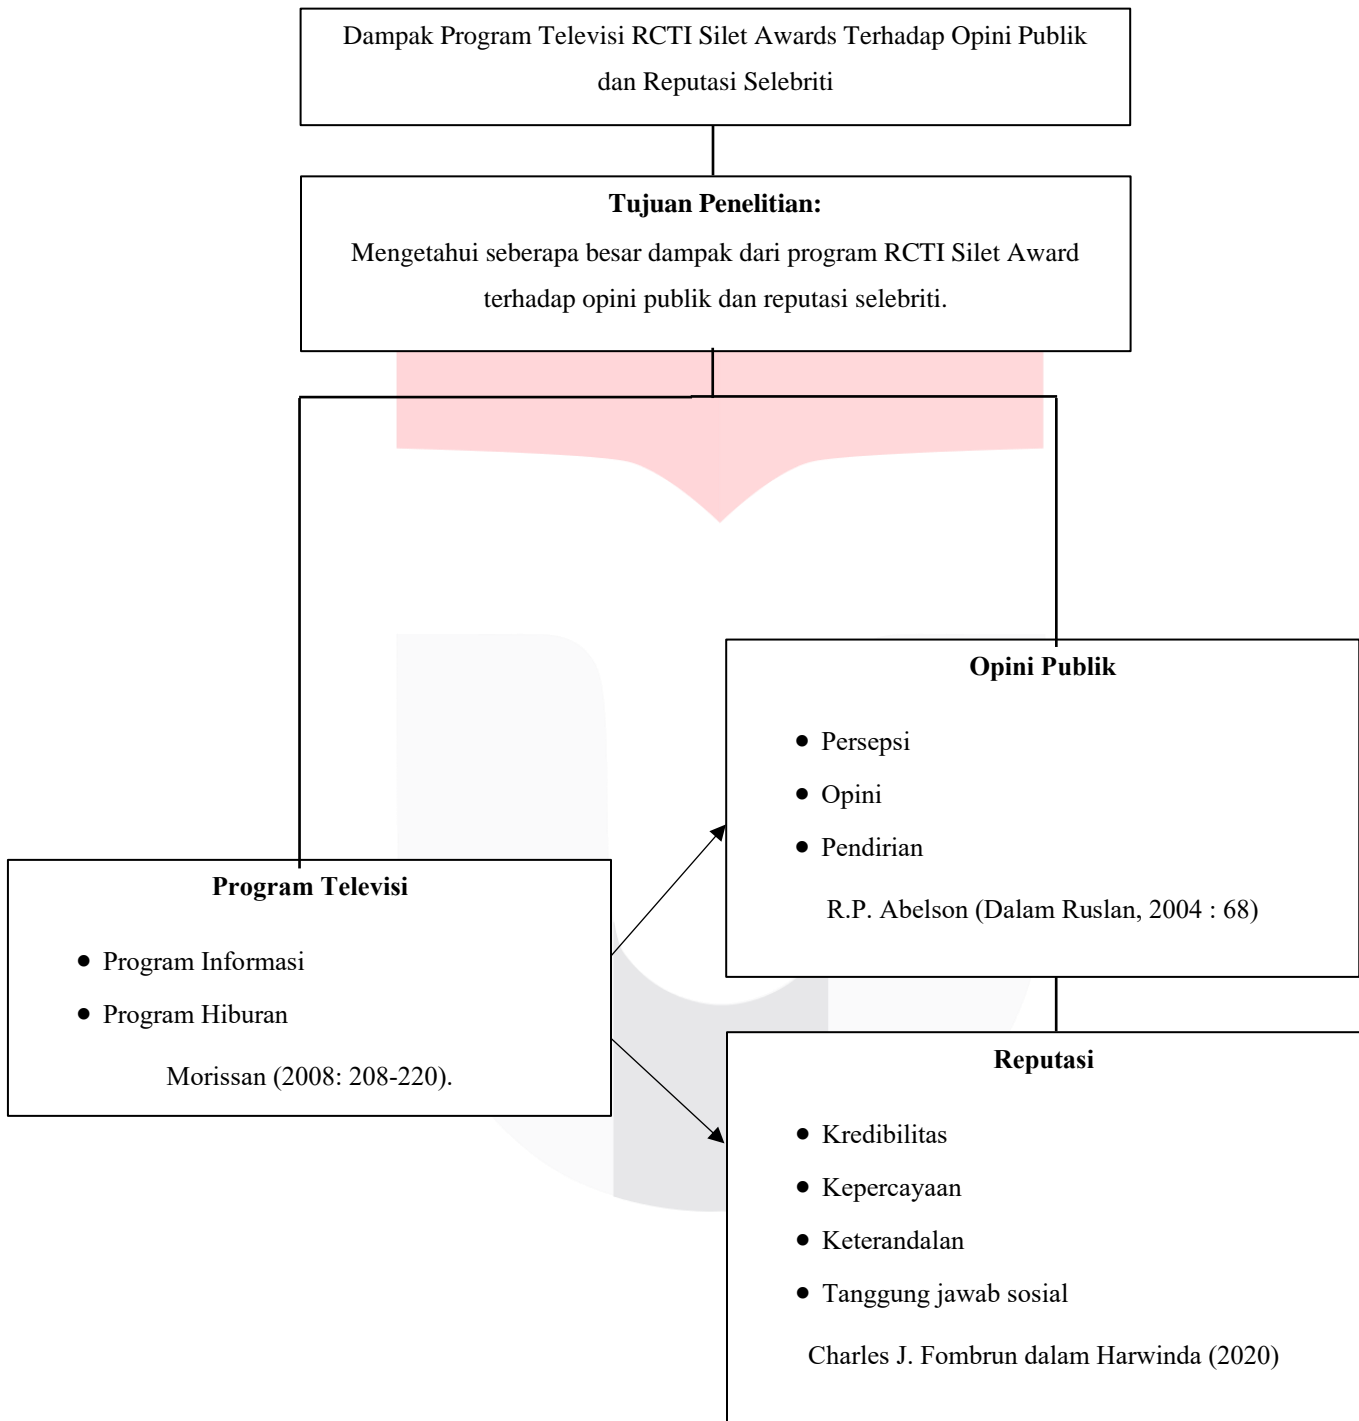 Dampak Program Televisi RCTI Silet Awards Terhadap Opini Publik
dan Reputasi Selebriti
Tujuan Penelitian:
Mengetahui seberapa besar dampak dari program RCTI Silet Award
terhadap opini publik dan reputasi selebriti.
Program Televisi
● Program Informasi
● Program Hiburan
Morissan (2008: 208-220).
Opini Publik
● Persepsi
● Opini
● Pendirian
R.P. Abelson (Dalam Ruslan, 2004 : 68)
Reputasi
● Kredibilitas
● Kepercayaan
● Keterandalan
● Tanggung jawab sosial
Charles J. Fombrun dalam Harwinda (2020)